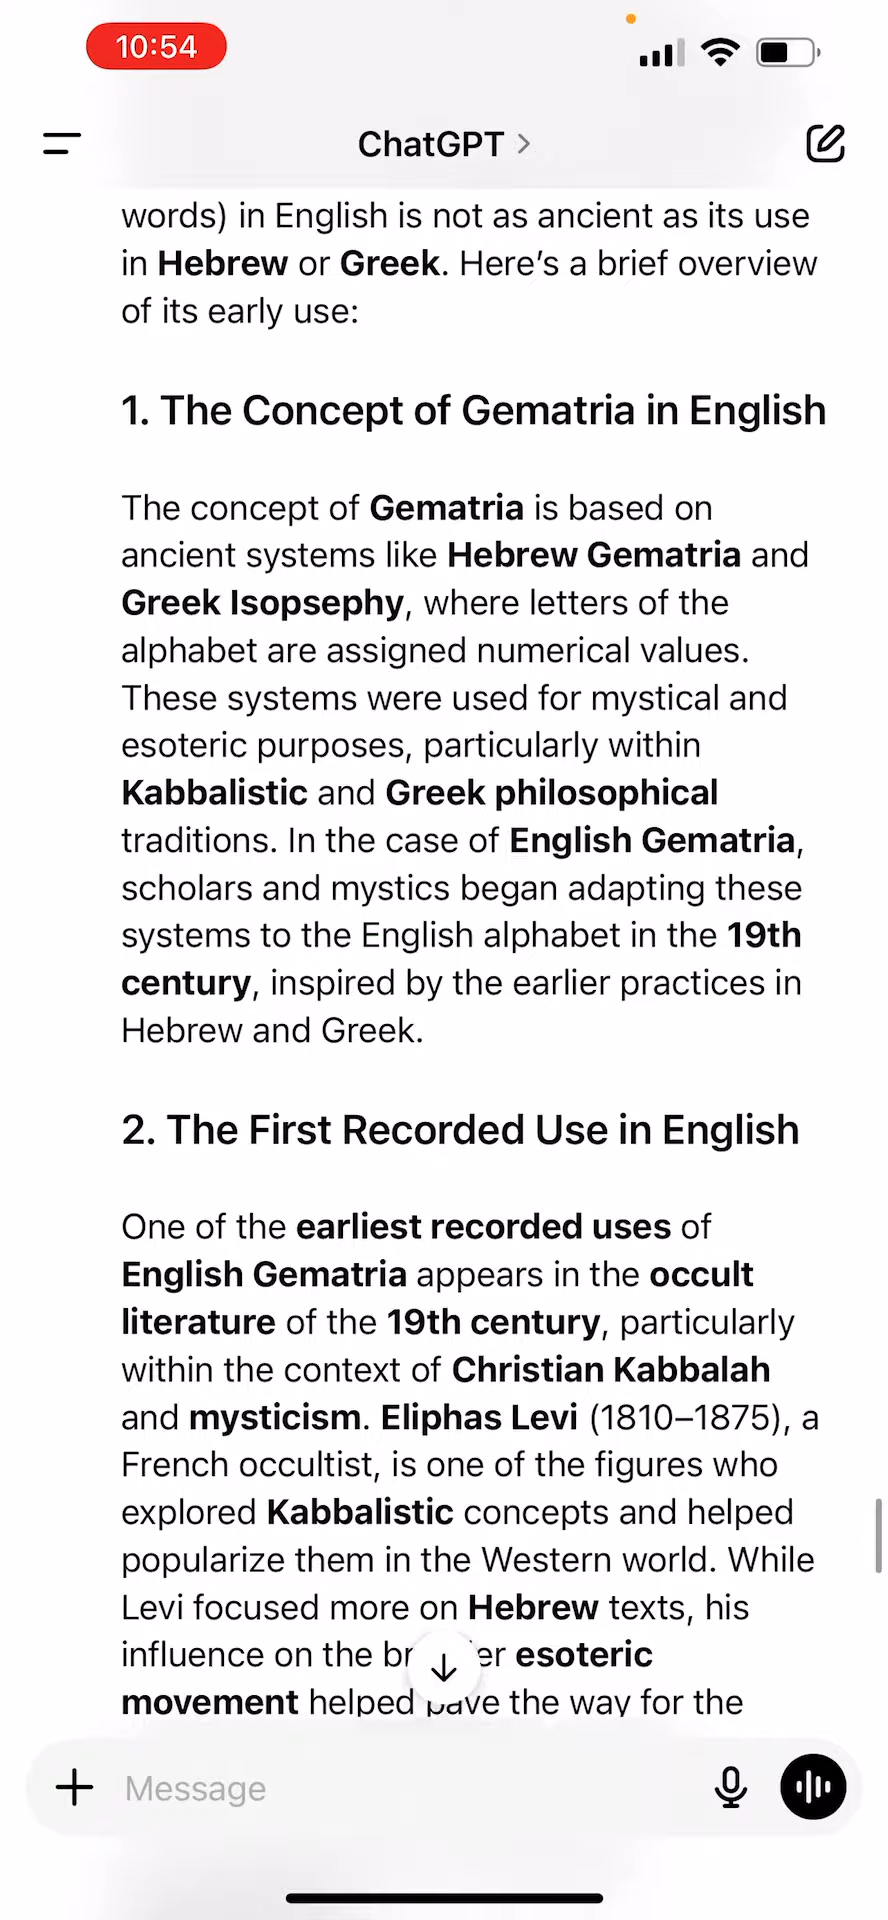 10:54
ChatGPT >
words) in English is not as ancient as its use
in Hebrew or Greek. Here’s a brief overview
of its early use:
1. The Concept of Gematria in English
The concept of Gematria is based on
ancient systems like Hebrew Gematria and
Greek Isopsephy, where letters of the
alphabet are assigned numerical values.
These systems were used for mystical and
esoteric purposes, particularly within
Kabbalistic and Greek philosophical
traditions. In the case of English Gematria,
scholars and mystics began adapting these
systems to the English alphabet in the 19th
century, inspired by the earlier practices in
Hebrew and Greek.
2. The First Recorded Use in English
One of the earliest recorded uses of
English Gematria appears in the occult
literature of the 19th century, particularly
within the context of Christian Kabbalah
and mysticism. Eliphas Levi (1810–1875), a
French occultist, is one of the figures who
explored Kabbalistic concepts and helped
popularize them in the Western world. While
Levi focused more on Hebrew texts, his
influence on the esoteric
movement helped pave the way for the
Message